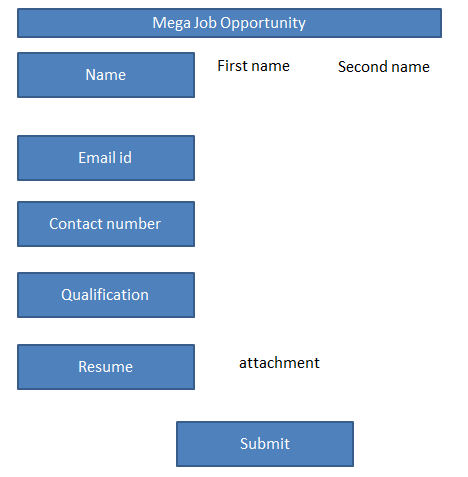 Mega Job Opportunity
Name First name Second name
Email id
Contact number
Qualification
Resume attachment
Submit